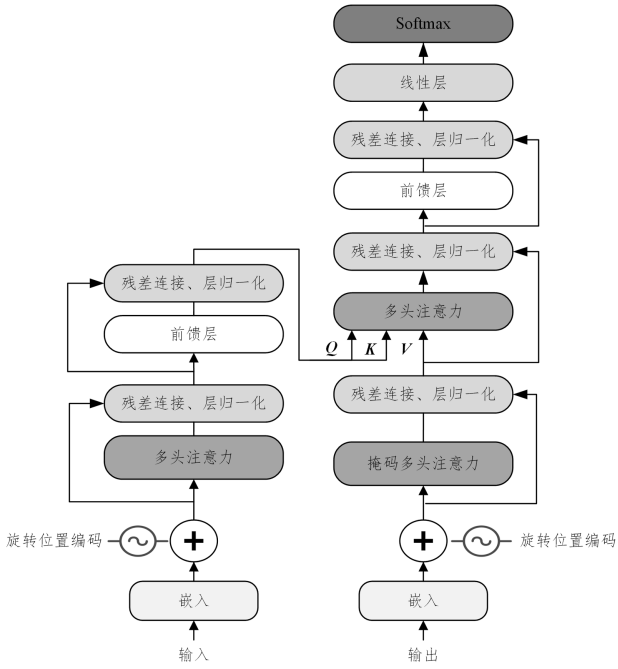 Softmax
线性层
残差连接、层归一化
前馈层
残差连接、层归一化
多头注意力
Q K V
残差连接、层归一化
掩码多头注意力
旋转位置编码
嵌入
输出
残差连接、层归一化
前馈层
残差连接、层归一化
多头注意力
旋转位置编码
嵌入
输入